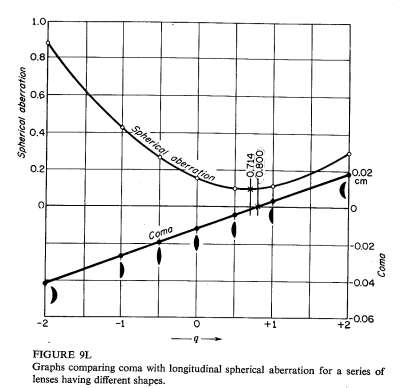 1.0
0.8
0.6
0.4
0.2
0
Spherical aberration
Spherical aberration
Coma
0.714
0.800
0.02
cm
0
-0.02
-0.04
-0.06
Coma
-2
-1
0
+1
+2
q
FIGURE 9L
Graphs comparing coma with longitudinal spherical aberration for a series of
lenses having different shapes.